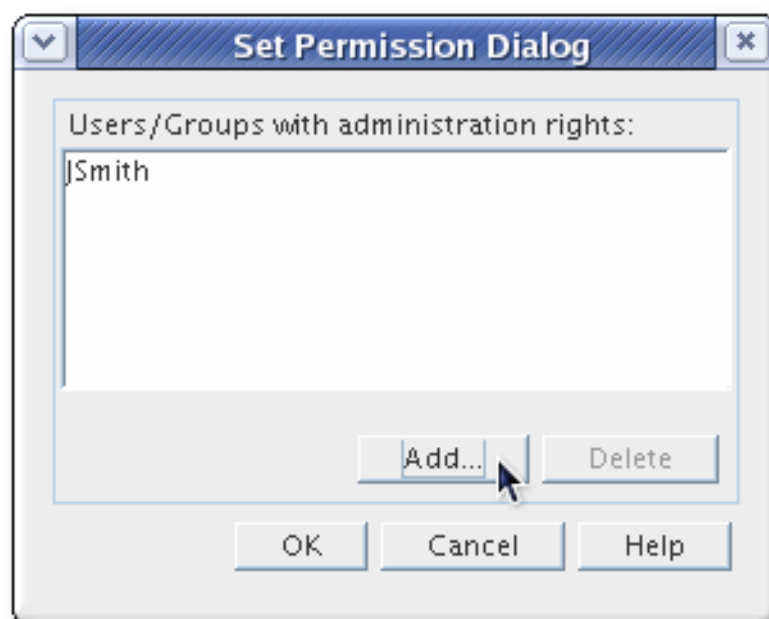 Set Permission Dialog
Users/Groups with administration rights:
JSmith
Add...
Delete
OK
Cancel
Help